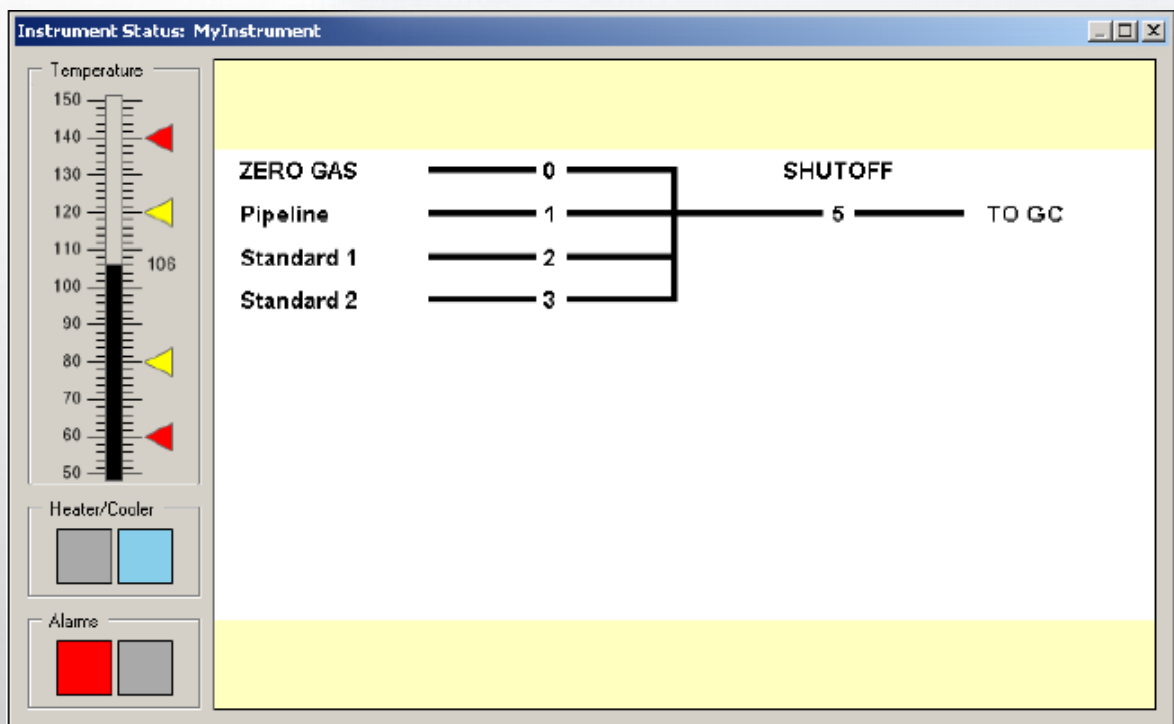 Instrument Status: MyInstrument
Temperature
150
140
130
120
110
106
100
90
80
70
60
50
Heater/Cooler
Alarms
ZERO GAS 0 SHUTOFF
Pipeline 1 5 TO GC
Standard 1 2
Standard 2 3